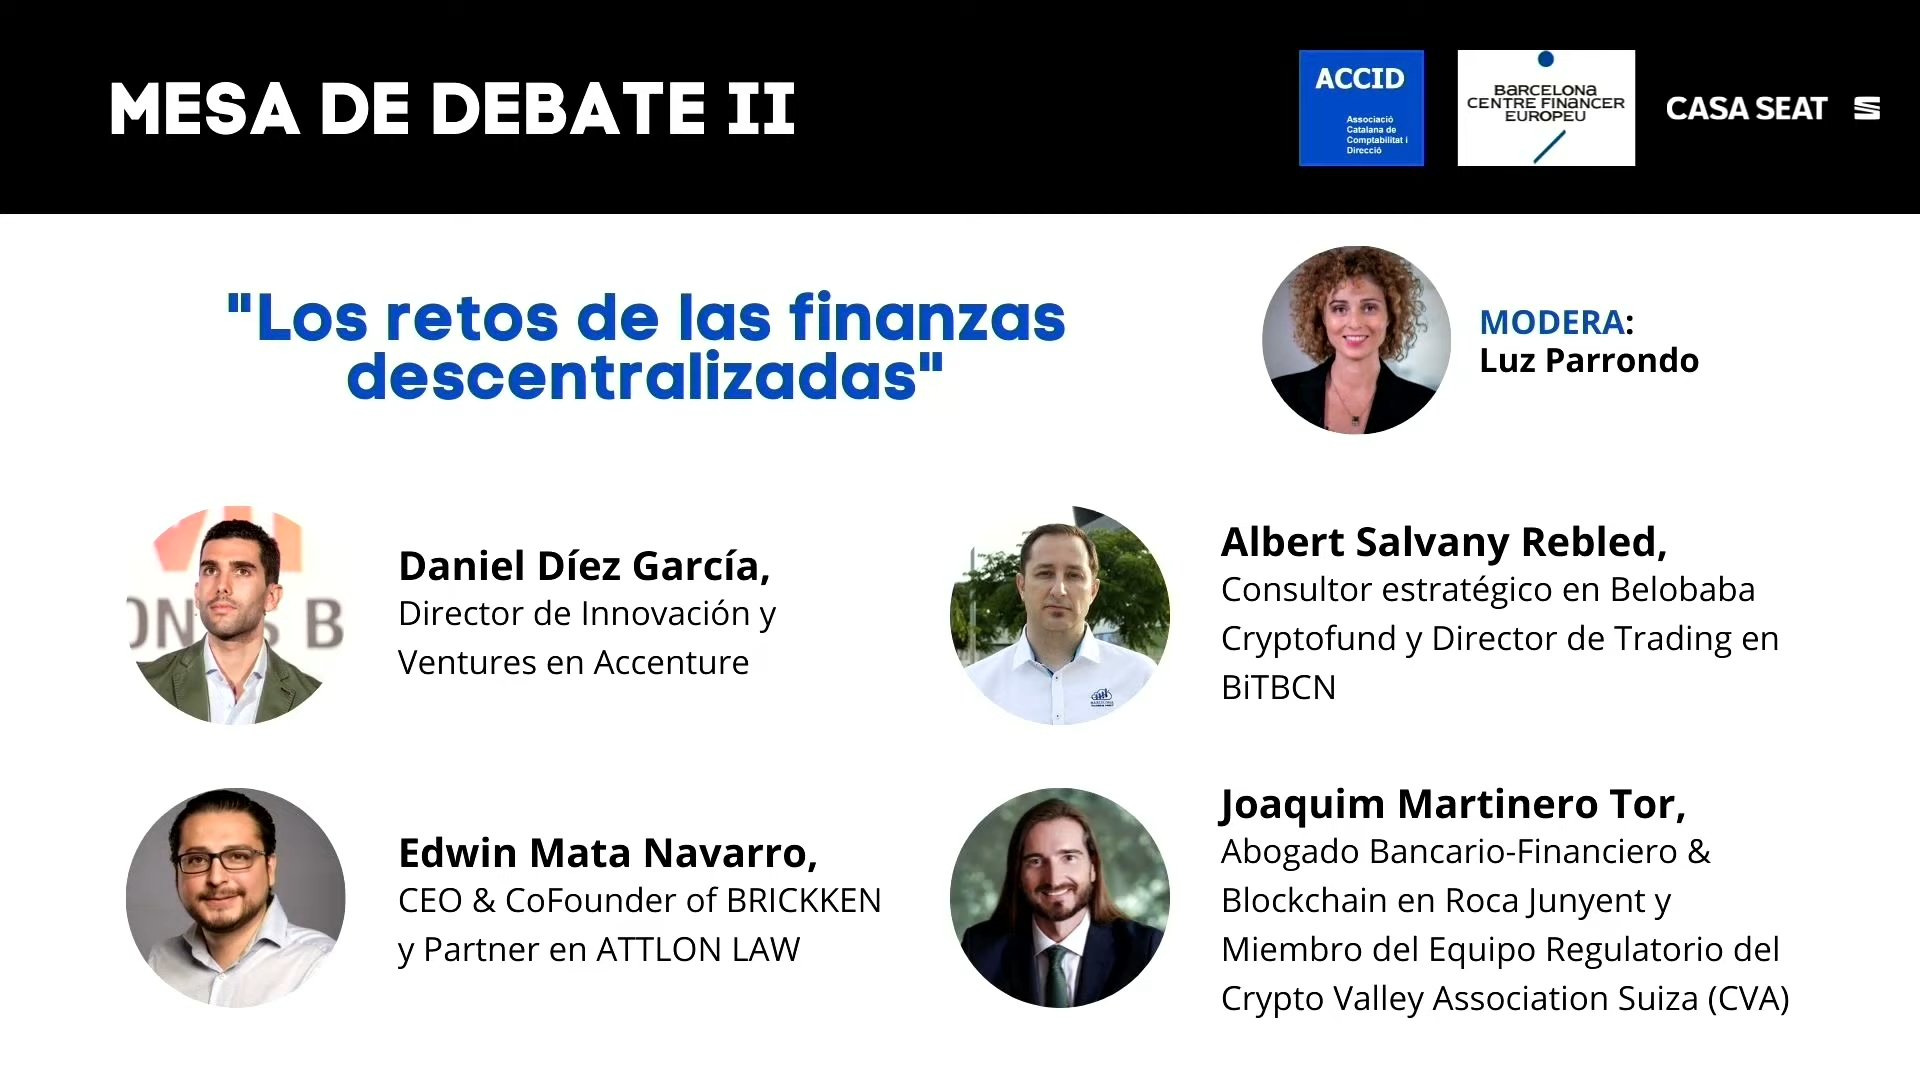 MESA DE DEBATE II
ACCID
Associació
Catalana de
Comptabilitat i
Direcció
BARCELONA
CENTRE FINANCER
EUROPEU
CASA SEAT
"Los retos de las finanzas
descentralizadas"
MODERA:
Luz Parrondo
Daniel Díez García,
Director de Innovación y
Ventures en Accenture
Albert Salvany Rebled,
Consultor estratégico en Belobaba
Cryptofund y Director de Trading en
BiTBCN
Edwin Mata Navarro,
CEO & CoFounder of BRICKKEN
y Partner en ATTLON LAW
Joaquim Martinero Tor,
Abogado Bancario-Financiero &
Blockchain en Roca Junyent y
Miembro del Equipo Regulatorio del
Crypto Valley Association Suiza (CVA)